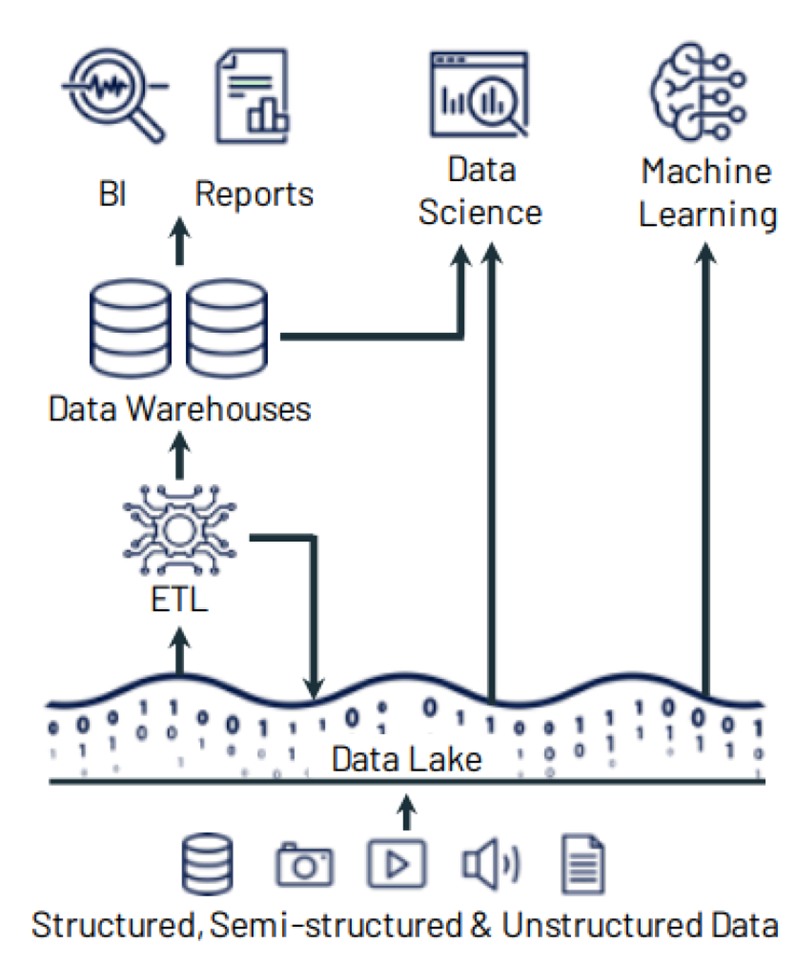 BI
Reports
Data
Science
Machine
Learning
Data Warehouses
ETL
Data Lake
Structured, Semi-structured & Unstructured Data